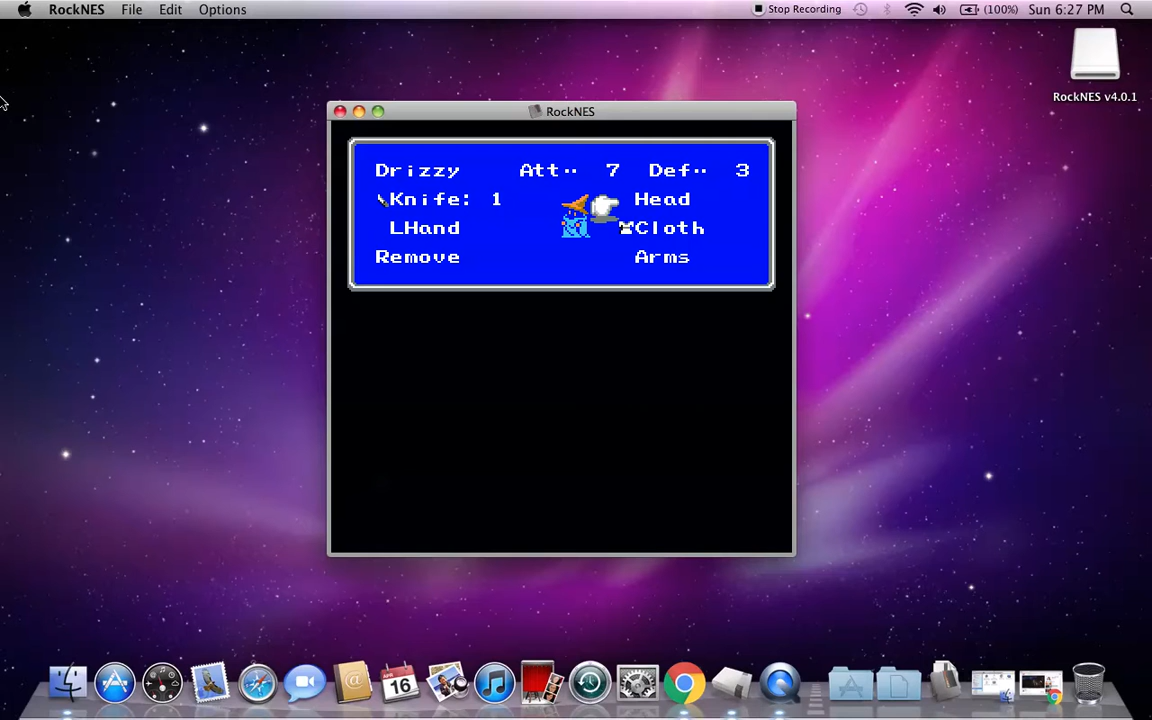 RockNES File Edit Options Stop Recording (100%) Sun 6:27 PM
RockNES v4.0.1
RockNES
Drizzy Att‥ 7 Def‥ 3
Knife: 1 Head
LHand Cloth
Remove Arms
16